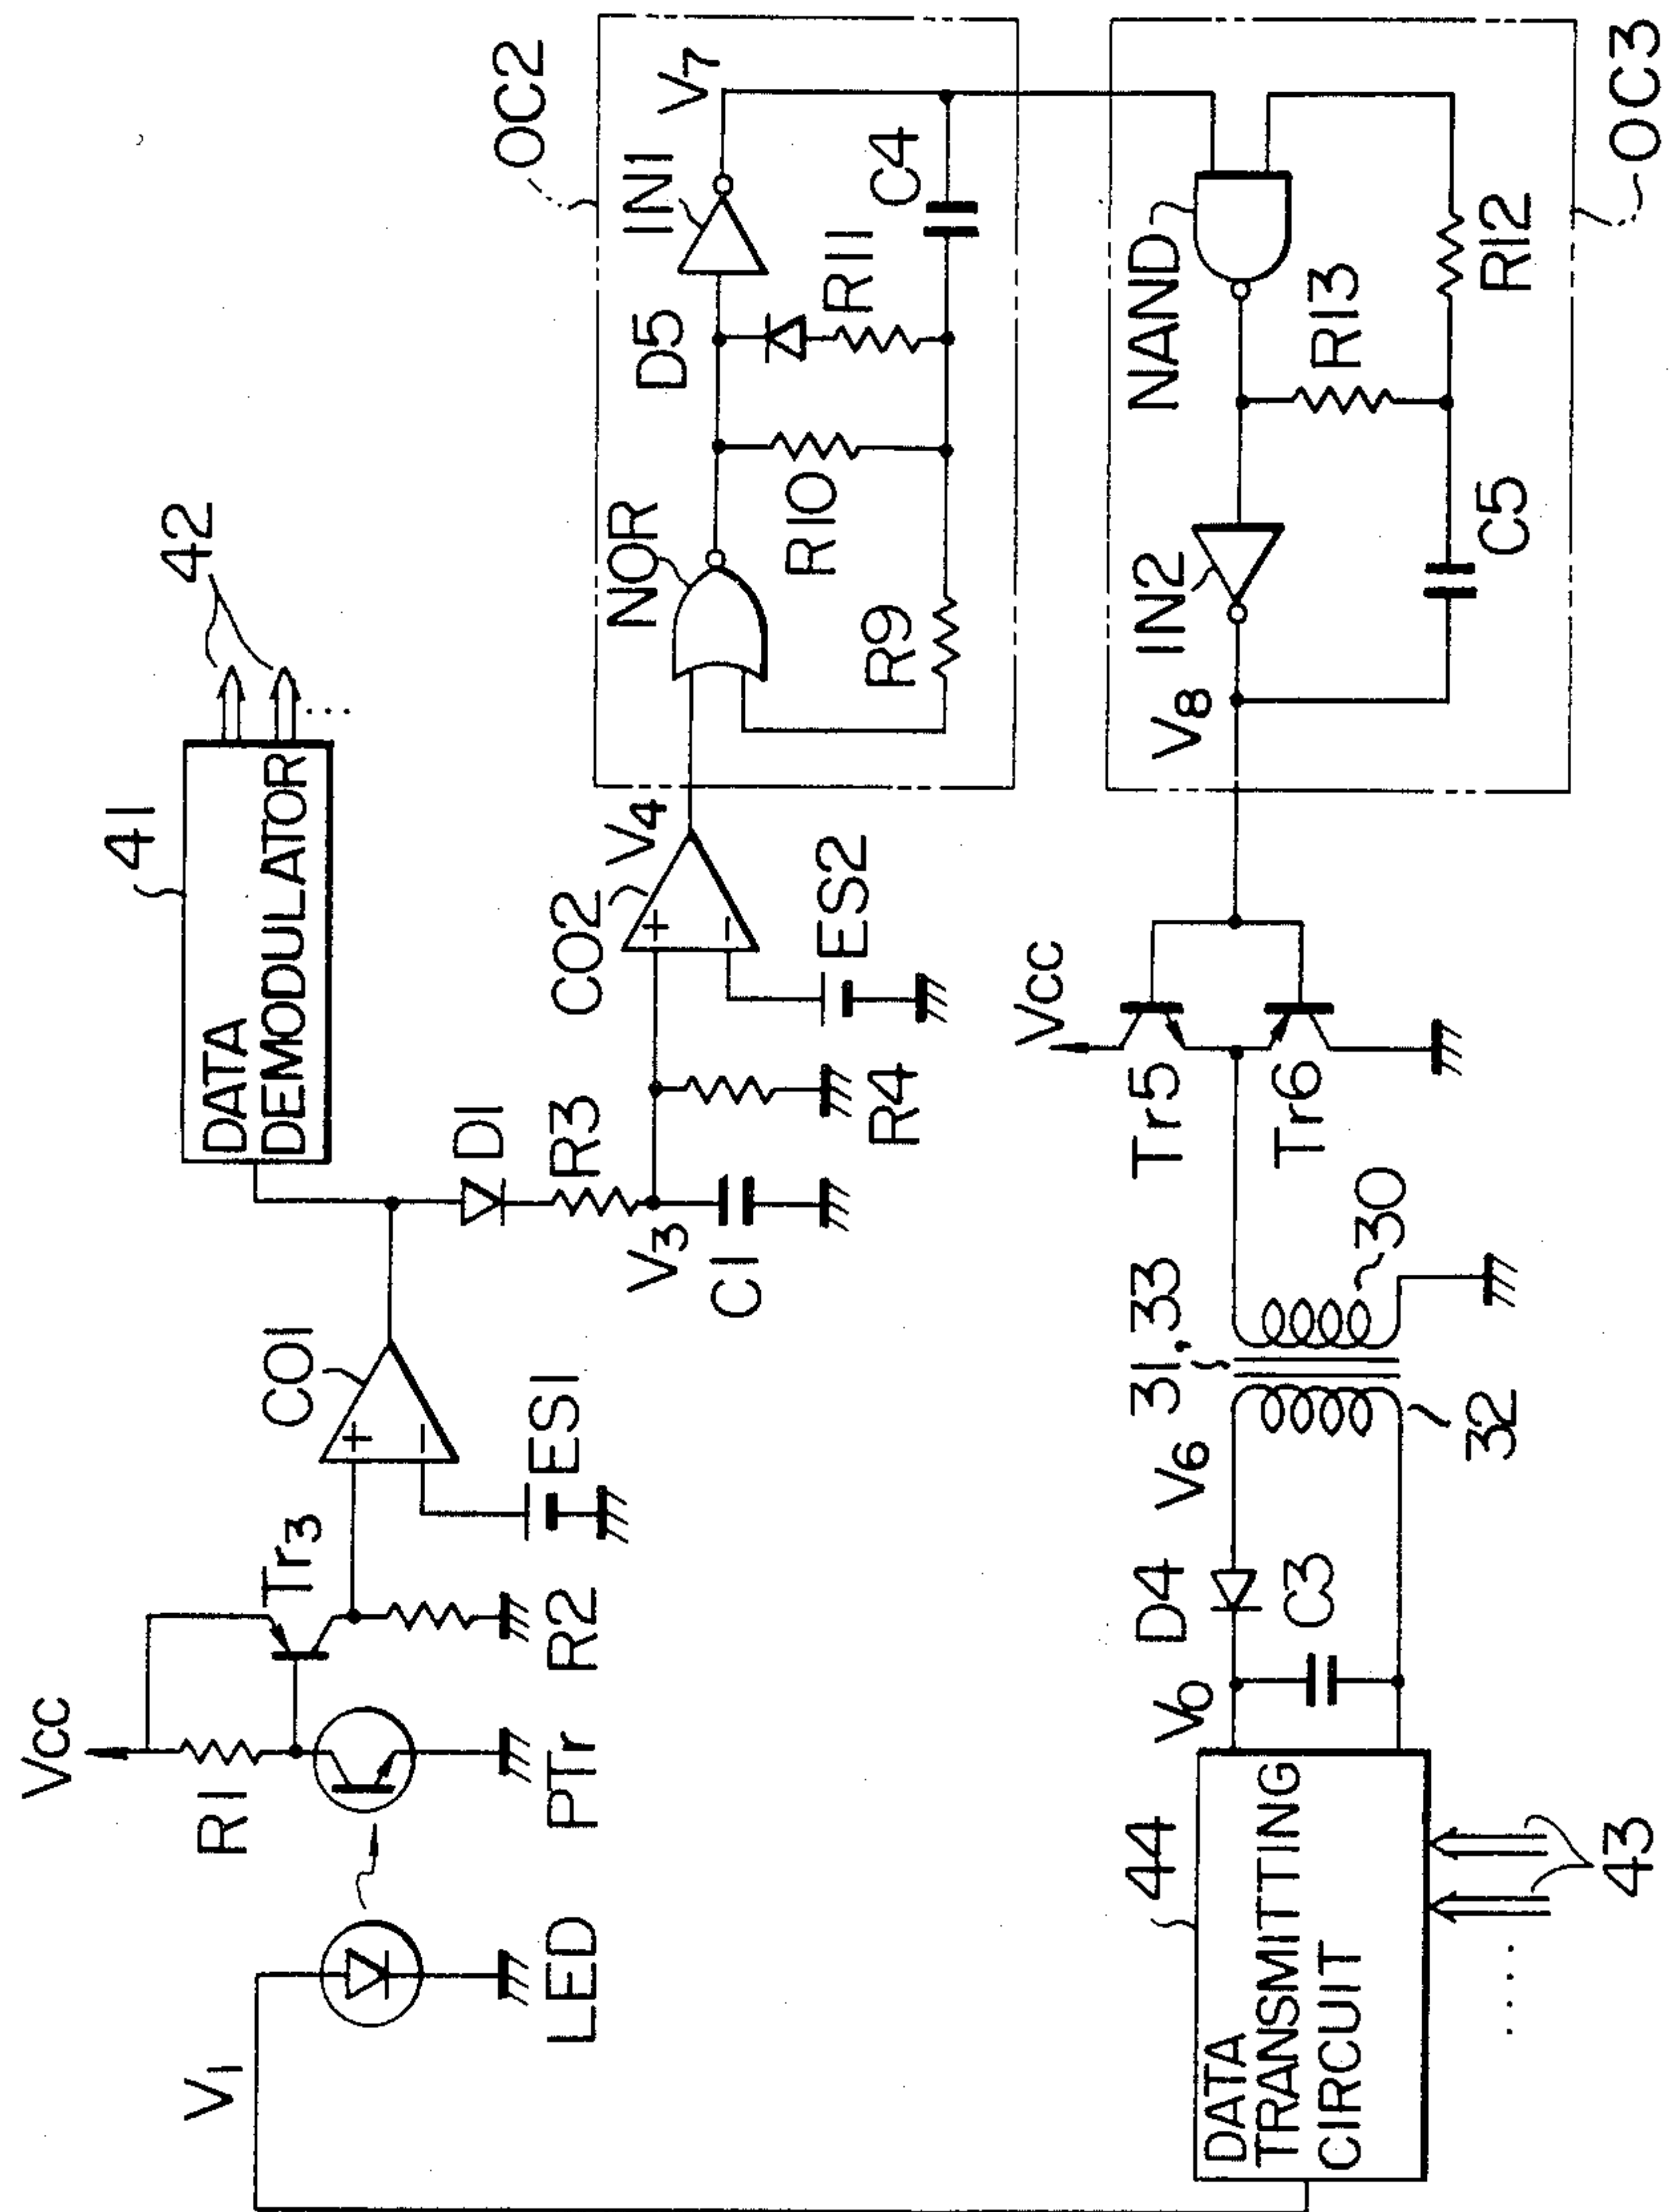 42
41
DATA
DEMODULATOR
OC2
V7
IN1
C4
D5
R11
NOR
R10
R9
V4
CO2
ES2
D1
R3
V3
C1
R4
CO1
ES1
Tr3
R2
Vcc
R1
PTr
LED
V1
OC3
NAND
R13
R12
IN2
C5
V8
Vcc
Tr5
Tr6
31,33
30
32
V6
D4
C3
V0
44
DATA
TRANSMITTING
CIRCUIT
43